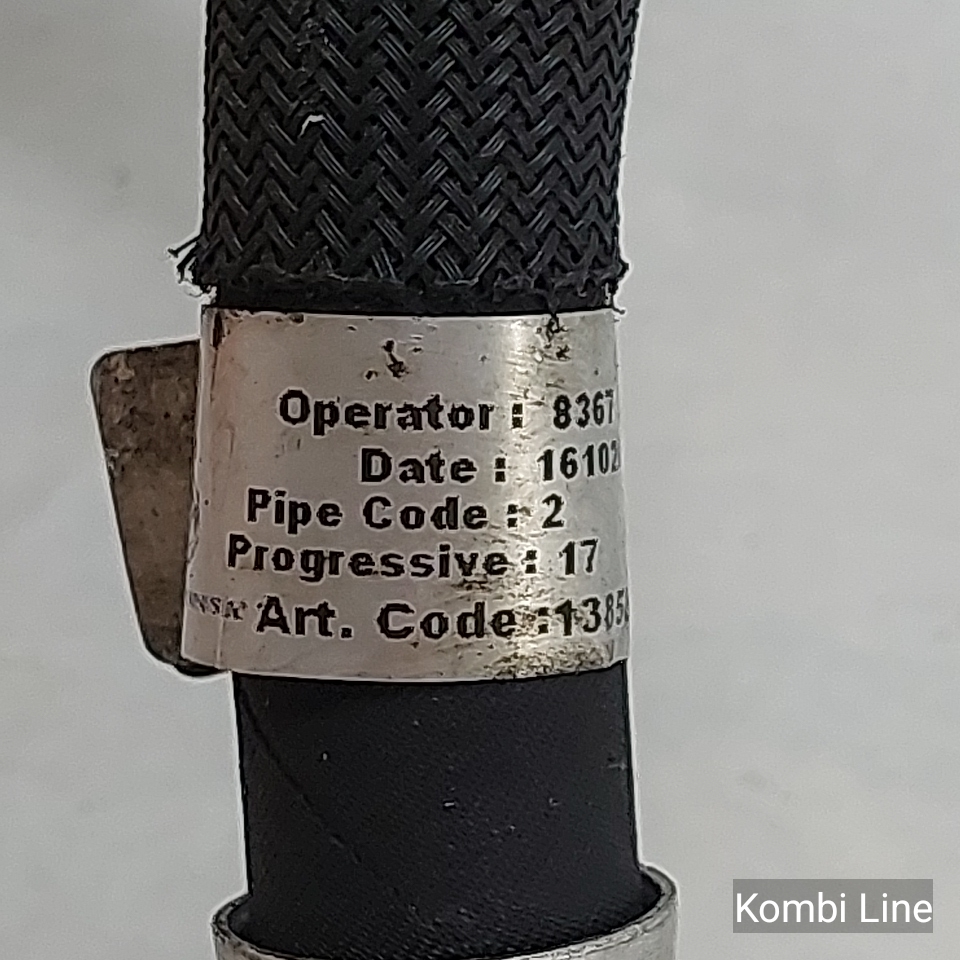 Operator : 8367
Date : 16102
Pipe Code : 2
Progressive : 17
Art. Code :1385
Kombi Line